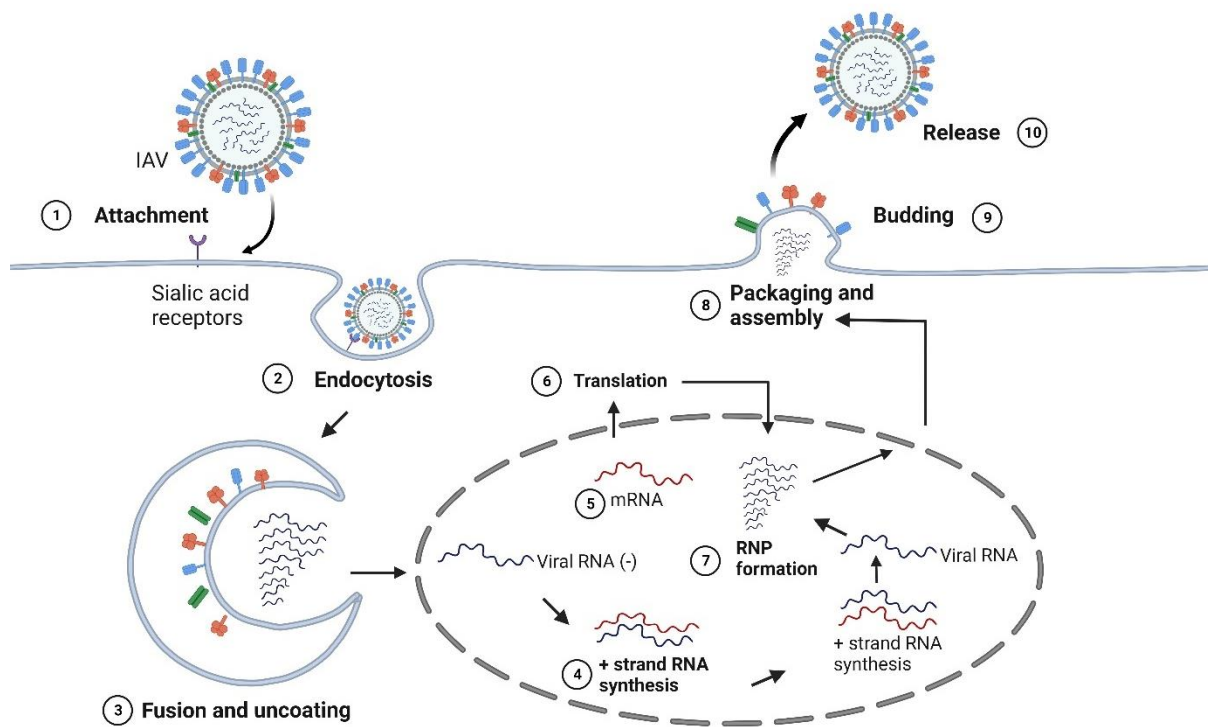 IAV
1 Attachment
Sialic acid
receptors
2 Endocytosis
3 Fusion and uncoating
Viral RNA (-)
4 + strand RNA
synthesis
5 mRNA
6 Translation
7 RNP
formation
Viral RNA
+ strand RNA
synthesis
8 Packaging and
assembly
Budding 9
Release 10